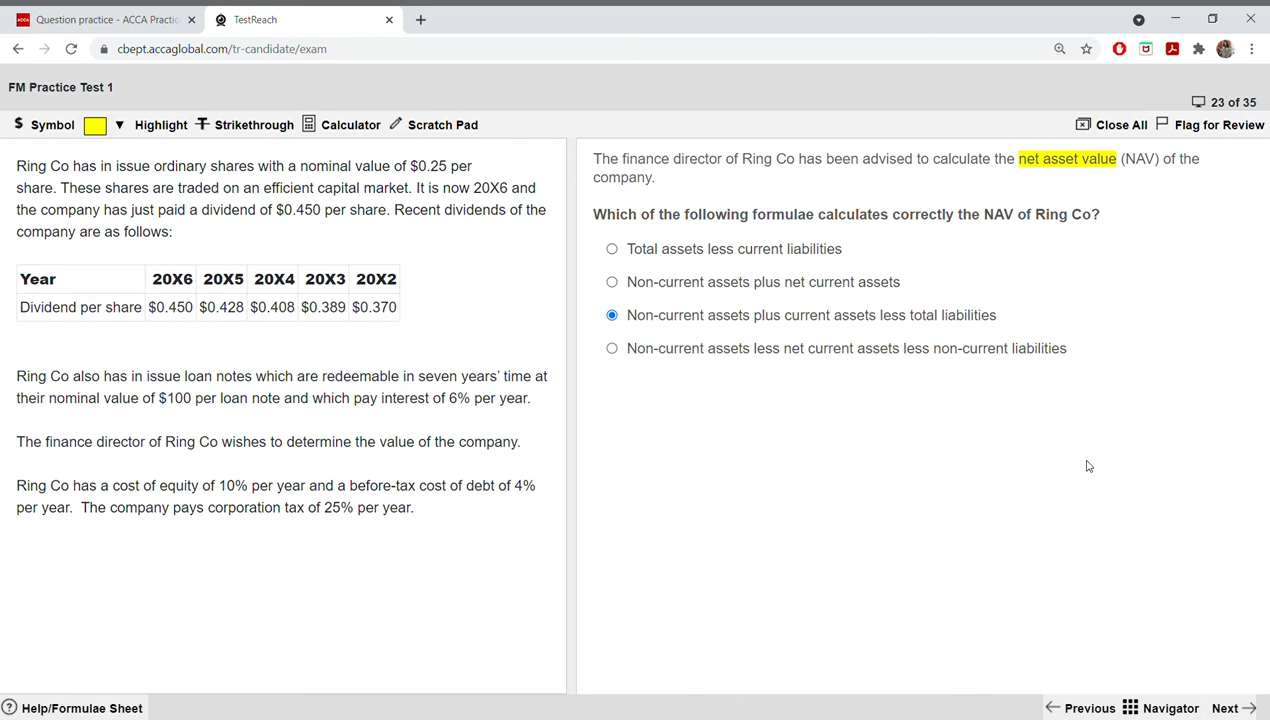 Question practice - ACCA Practic
TestReach
cbept.accaglobal.com/tr-candidate/exam
FM Practice Test 1
23 of 35
$ Symbol Highlight Strikethrough Calculator Scratch Pad
Close All Flag for Review
Ring Co has in issue ordinary shares with a nominal value of $0.25 per
share. These shares are traded on an efficient capital market. It is now 20X6 and
the company has just paid a dividend of $0.450 per share. Recent dividends of the
company are as follows:
Year 20X6 20X5 20X4 20X3 20X2
Dividend per share $0.450 $0.428 $0.408 $0.389 $0.370
Ring Co also has in issue loan notes which are redeemable in seven years' time at
their nominal value of $100 per loan note and which pay interest of 6% per year.
The finance director of Ring Co wishes to determine the value of the company.
Ring Co has a cost of equity of 10% per year and a before-tax cost of debt of 4%
per year. The company pays corporation tax of 25% per year.
The finance director of Ring Co has been advised to calculate the net asset value (NAV) of the
company.
Which of the following formulae calculates correctly the NAV of Ring Co?
Total assets less current liabilities
Non-current assets plus net current assets
Non-current assets plus current assets less total liabilities
Non-current assets less net current assets less non-current liabilities
Help/Formulae Sheet
Previous Navigator Next